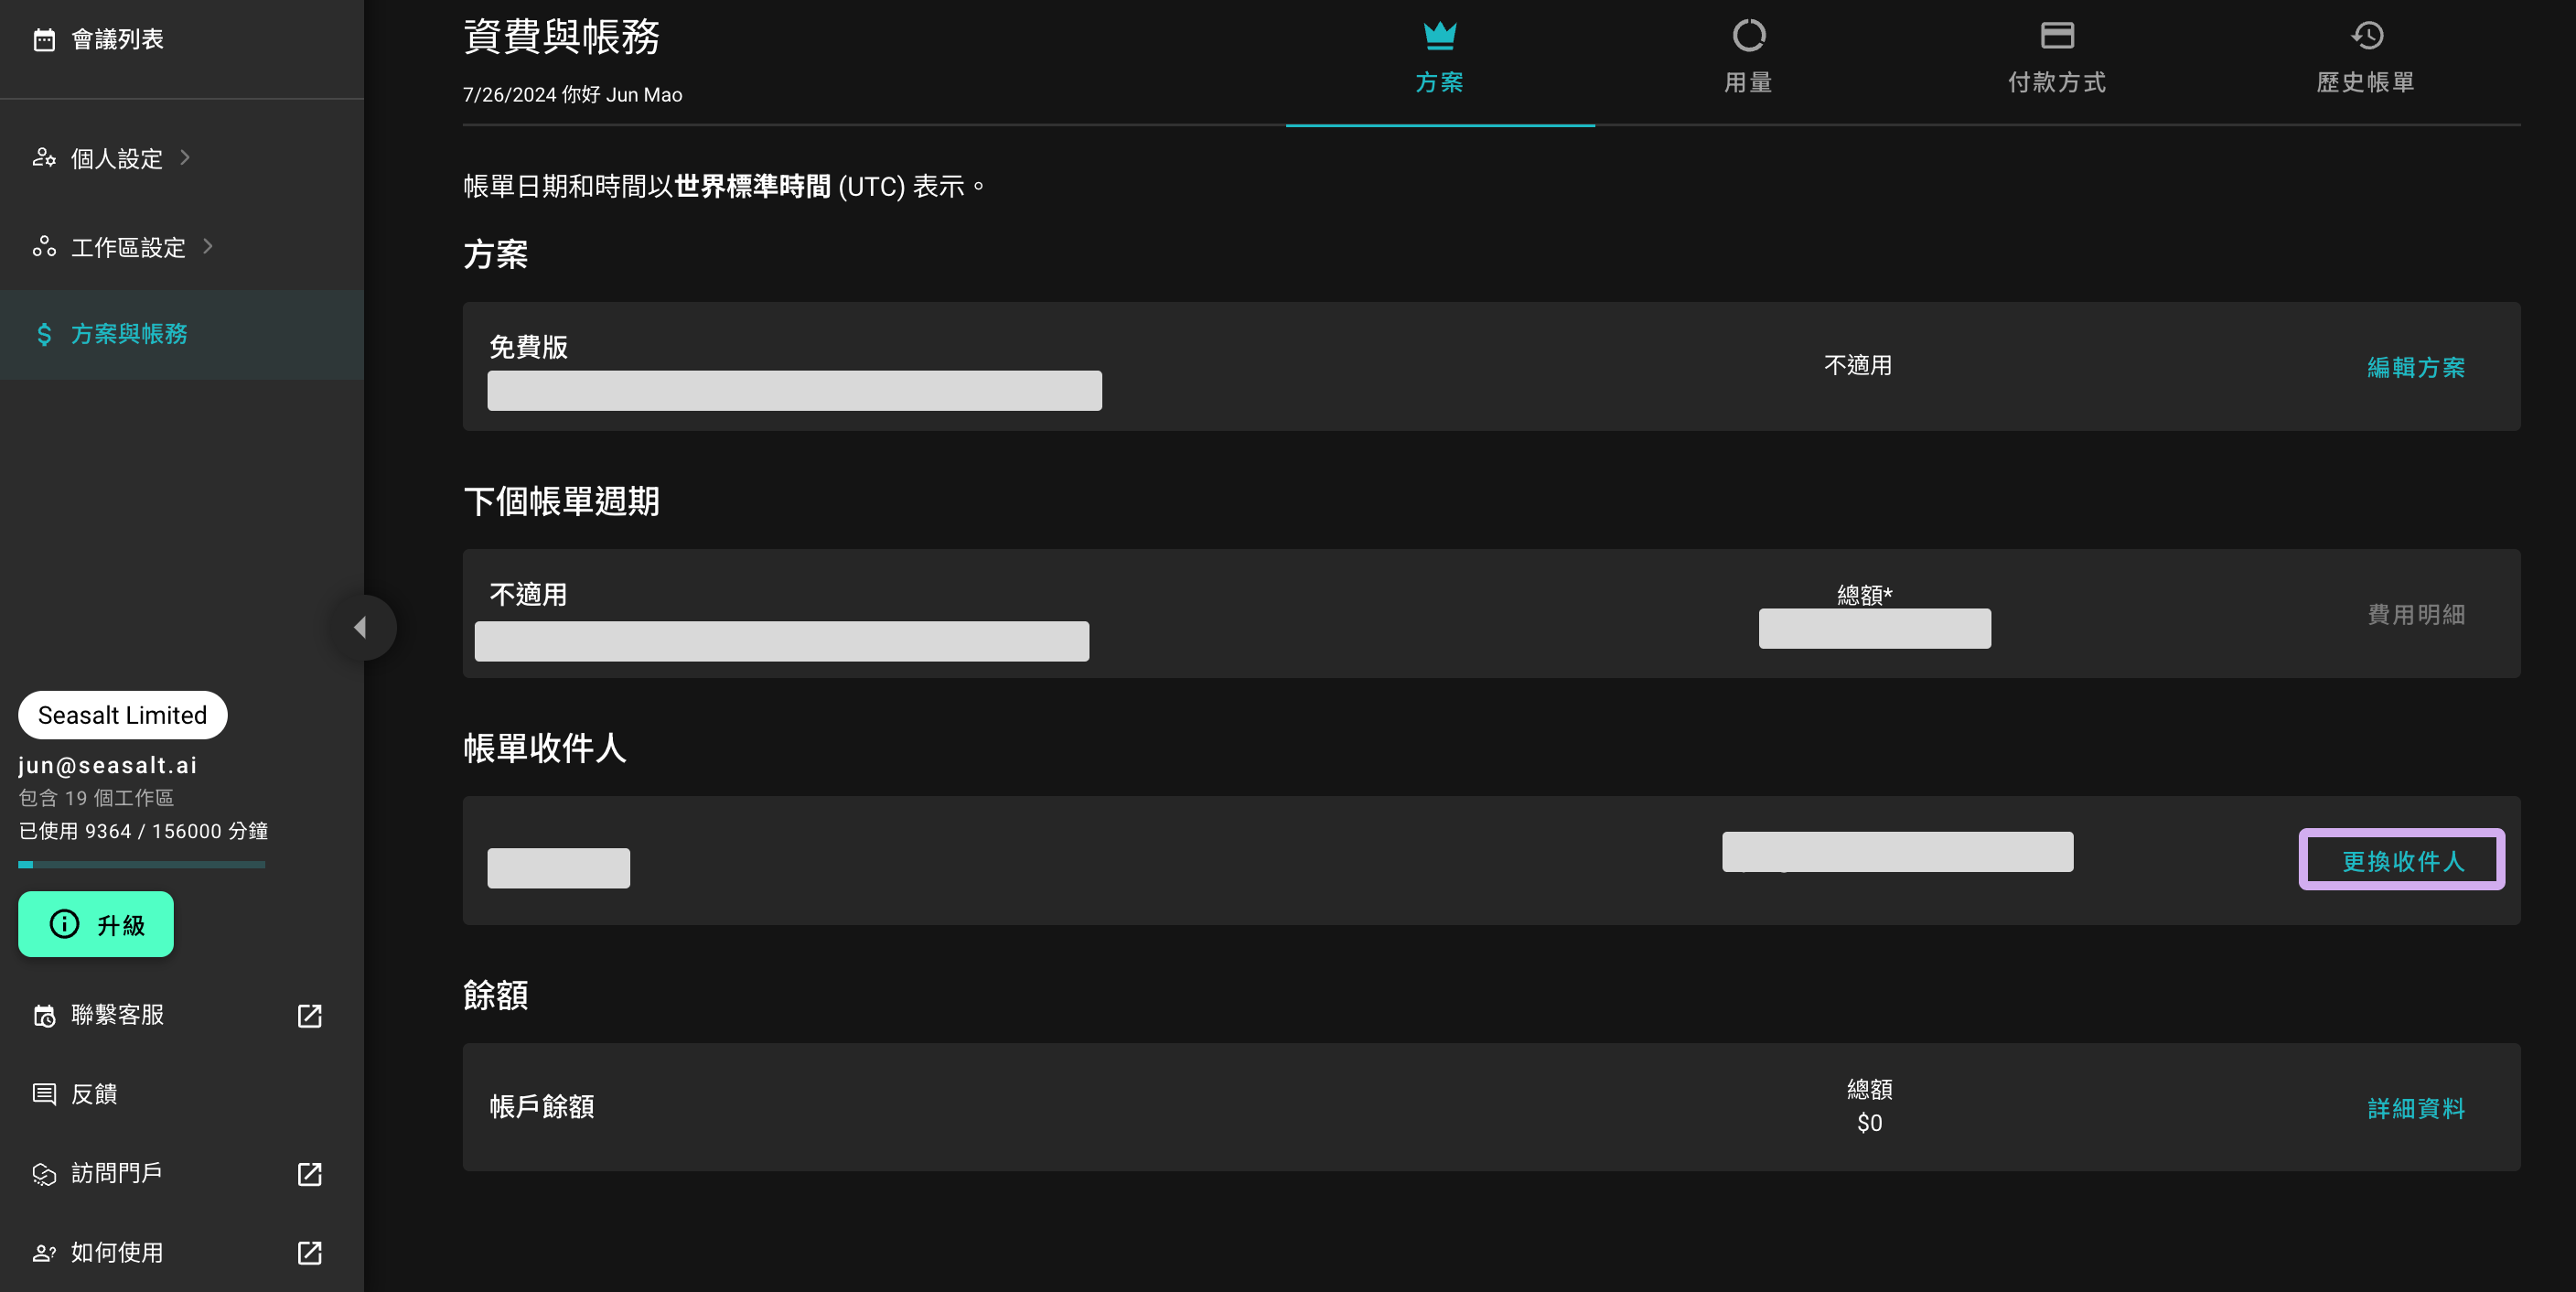 會議列表
個人設定
工作區設定
方案與帳務
Seasalt Limited
jun@seasalt.ai
包含 19 個工作區
已使用 9364 / 156000 分鐘
升級
聯繫客服
反饋
訪問門戶
如何使用
資費與帳務
7/26/2024 你好 Jun Mao
方案
用量
付款方式
歷史帳單
帳單日期和時間以世界標準時間 (UTC) 表示。
方案
免費版
不適用
編輯方案
下個帳單週期
不適用
總額*
費用明細
帳單收件人
更換收件人
餘額
帳戶餘額
總額
$0
詳細資料